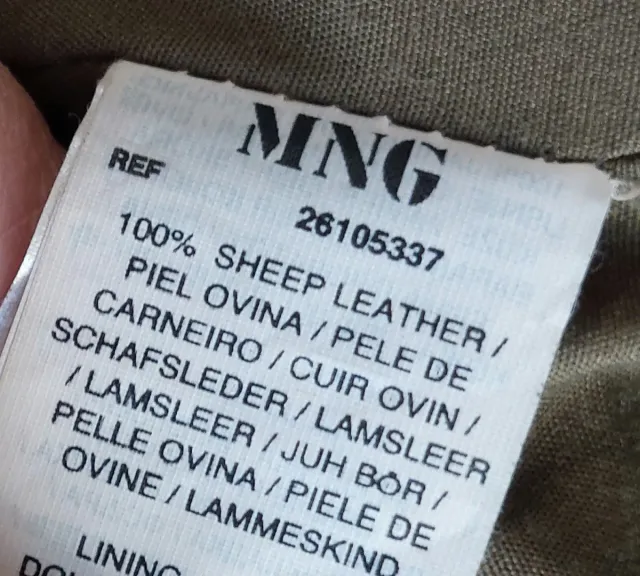 MNG
REF 26105337
100% SHEEP LEATHER /
PIEL OVINA / PELE DE
CARNEIRO / CUIR OVIN /
SCHAFSLEDER / LAMSLEER
/ LAMSLEER / JUH BŐR /
PELLE OVINA / PIELE DE
OVINE / LAMMESKIND
LINING